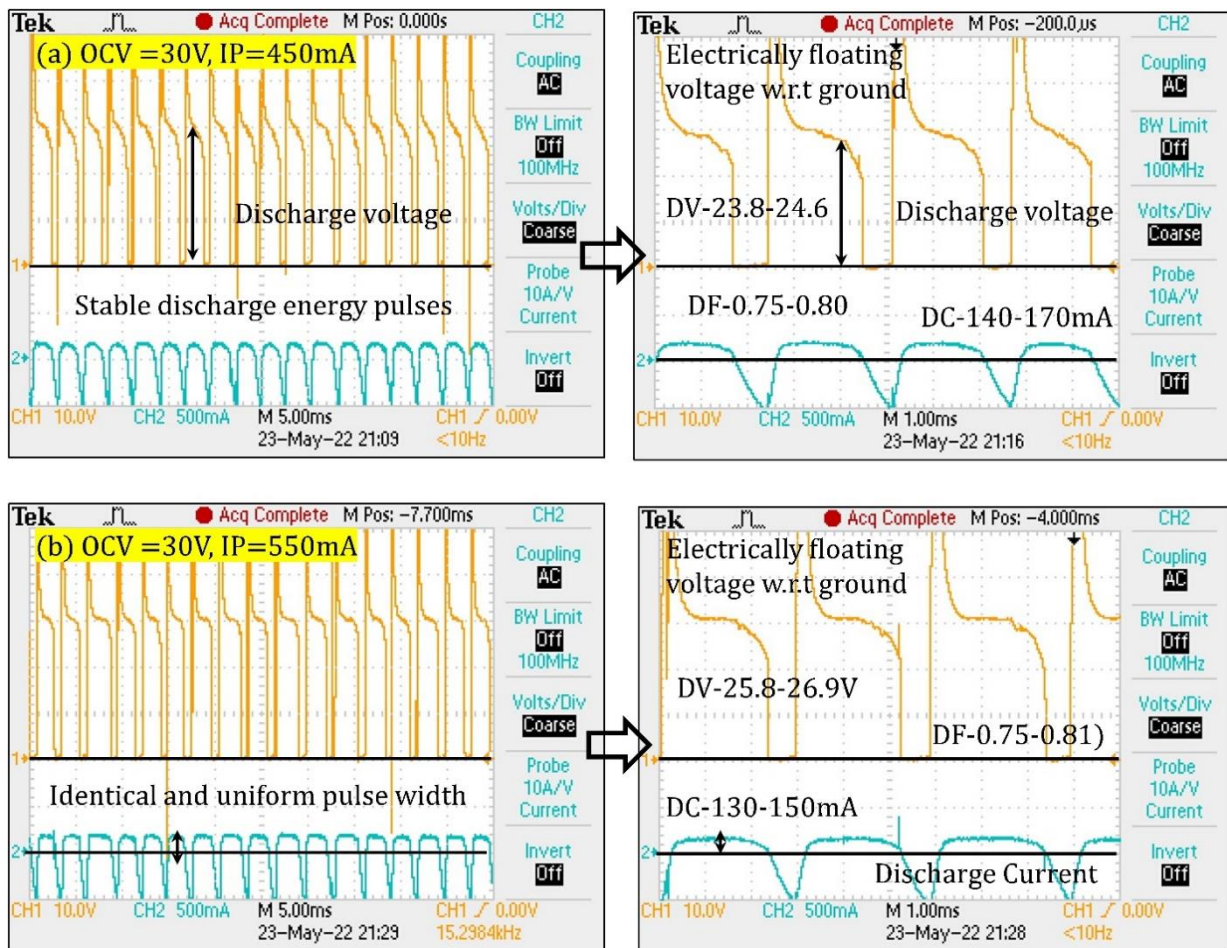 Tek Acq Complete M Pos: 0.000s CH2
(a) OCV =30V, IP=450mA
Coupling
AC
BW Limit
Off
100MHz
Discharge voltage
Volts/Div
Coarse
1
Stable discharge energy pulses
Probe
10A/V
Current
2
Invert
Off
CH1 10.0V CH2 500mA M 5.00ms CH1 0.00V
23-May-22 21:09 <10Hz
Tek Acq Complete M Pos: -200.0µs CH2
Electrically floating
voltage w.r.t ground
Coupling
AC
BW Limit
Off
100MHz
DV-23.8-24.6 Discharge voltage
Volts/Div
Coarse
1
DF-0.75-0.80 DC-140-170mA
Probe
10A/V
Current
2
Invert
Off
CH1 10.0V CH2 500mA M 1.00ms CH1 0.00V
23-May-22 21:16 <10Hz
Tek Acq Complete M Pos: -7.700ms CH2
(b) OCV =30V, IP=550mA
Coupling
AC
BW Limit
Off
100MHz
Volts/Div
Coarse
1
Identical and uniform pulse width
Probe
10A/V
Current
2
Invert
Off
CH1 10.0V CH2 500mA M 5.00ms CH1 0.00V
23-May-22 21:29 15.2984kHz
Tek Acq Complete M Pos: -4.000ms CH2
Electrically floating
voltage w.r.t ground
Coupling
AC
BW Limit
Off
100MHz
DV-25.8-26.9V
Volts/Div
Coarse
DF-0.75-0.81)
1
Probe
10A/V
Current
DC-130-150mA
2
Discharge Current
Invert
Off
CH1 10.0V CH2 500mA M 1.00ms CH1 0.00V
23-May-22 21:28 <10Hz